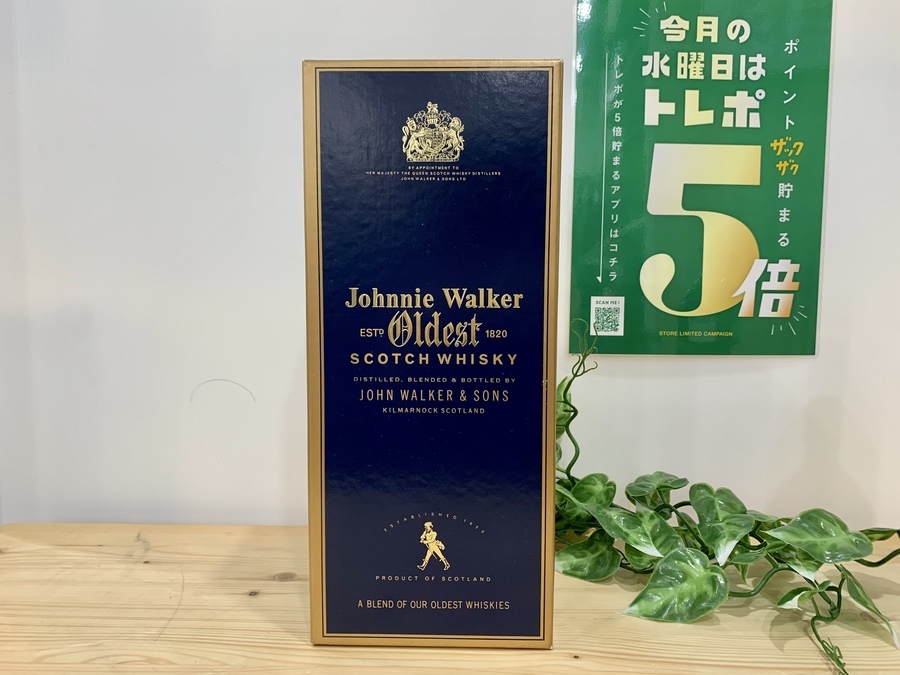 BY APPOINTMENT TO
HER MAJESTY THE QUEEN SCOTCH WHISKY DISTILLERS
JOHN WALKER & SONS LTD
Johnnie Walker
ESTD Oldest 1820
SCOTCH WHISKY
DISTILLED, BLENDED & BOTTLED BY
JOHN WALKER & SONS
KILMARNOCK SCOTLAND
ESTABLISHED 1820
PRODUCT OF SCOTLAND
A BLEND OF OUR OLDEST WHISKIES
今月の
水曜日は
トレポ
5倍
ポイント
ザックザク
貯まる
トレポが5倍貯まるアプリはコチラ
SCAN ME!
STORE LIMITED CAMPAIGN